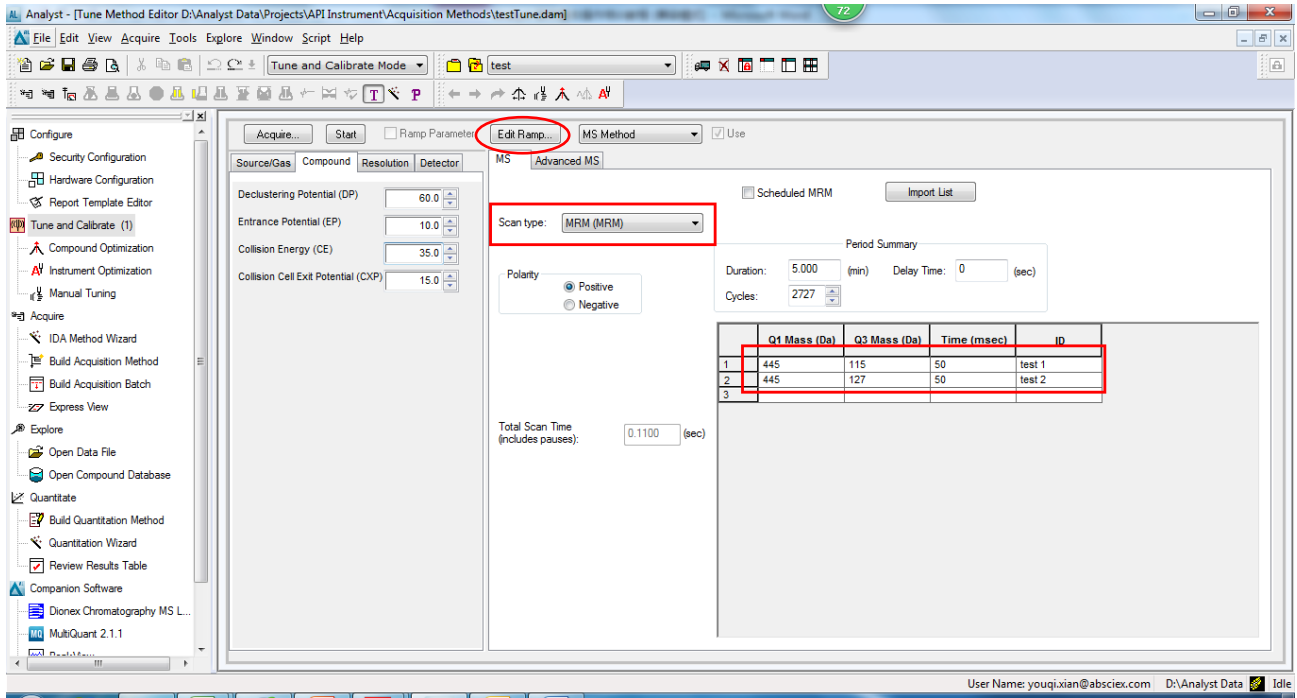 Analyst - [Tune Method Editor D:\Analyst Data\Projects\API Instrument\Acquisition Methods\testTune.dam]
72
File Edit View Acquire Tools Explore Window Script Help
Tune and Calibrate Mode test
T P
Configure
Security Configuration
Hardware Configuration
Report Template Editor
Tune and Calibrate (1)
Compound Optimization
Instrument Optimization
Manual Tuning
Acquire
IDA Method Wizard
Build Acquisition Method
Build Acquisition Batch
Express View
Explore
Open Data File
Open Compound Database
Quantitate
Build Quantitation Method
Quantitation Wizard
Review Results Table
Companion Software
Dionex Chromatography MS L...
MultiQuant 2.1.1
Acquire... Start Ramp Parameter Edit Ramp... MS Method Use
Source/Gas Compound Resolution Detector
Declustering Potential (DP) 60.0
Entrance Potential (EP) 10.0
Collision Energy (CE) 35.0
Collision Cell Exit Potential (CXP) 15.0
MS Advanced MS
Scheduled MRM Import List
Scan type: MRM (MRM)
Polarity
Positive
Negative
Period Summary
Duration: 5.000 (min) Delay Time: 0 (sec)
Cycles: 2727
Q1 Mass (Da) Q3 Mass (Da) Time (msec) ID
1 445 115 50 test 1
2 445 127 50 test 2
3
Total Scan Time
(includes pauses): 0.1100 (sec)
User Name: youqi.xian@absciex.com D:\Analyst Data Idle